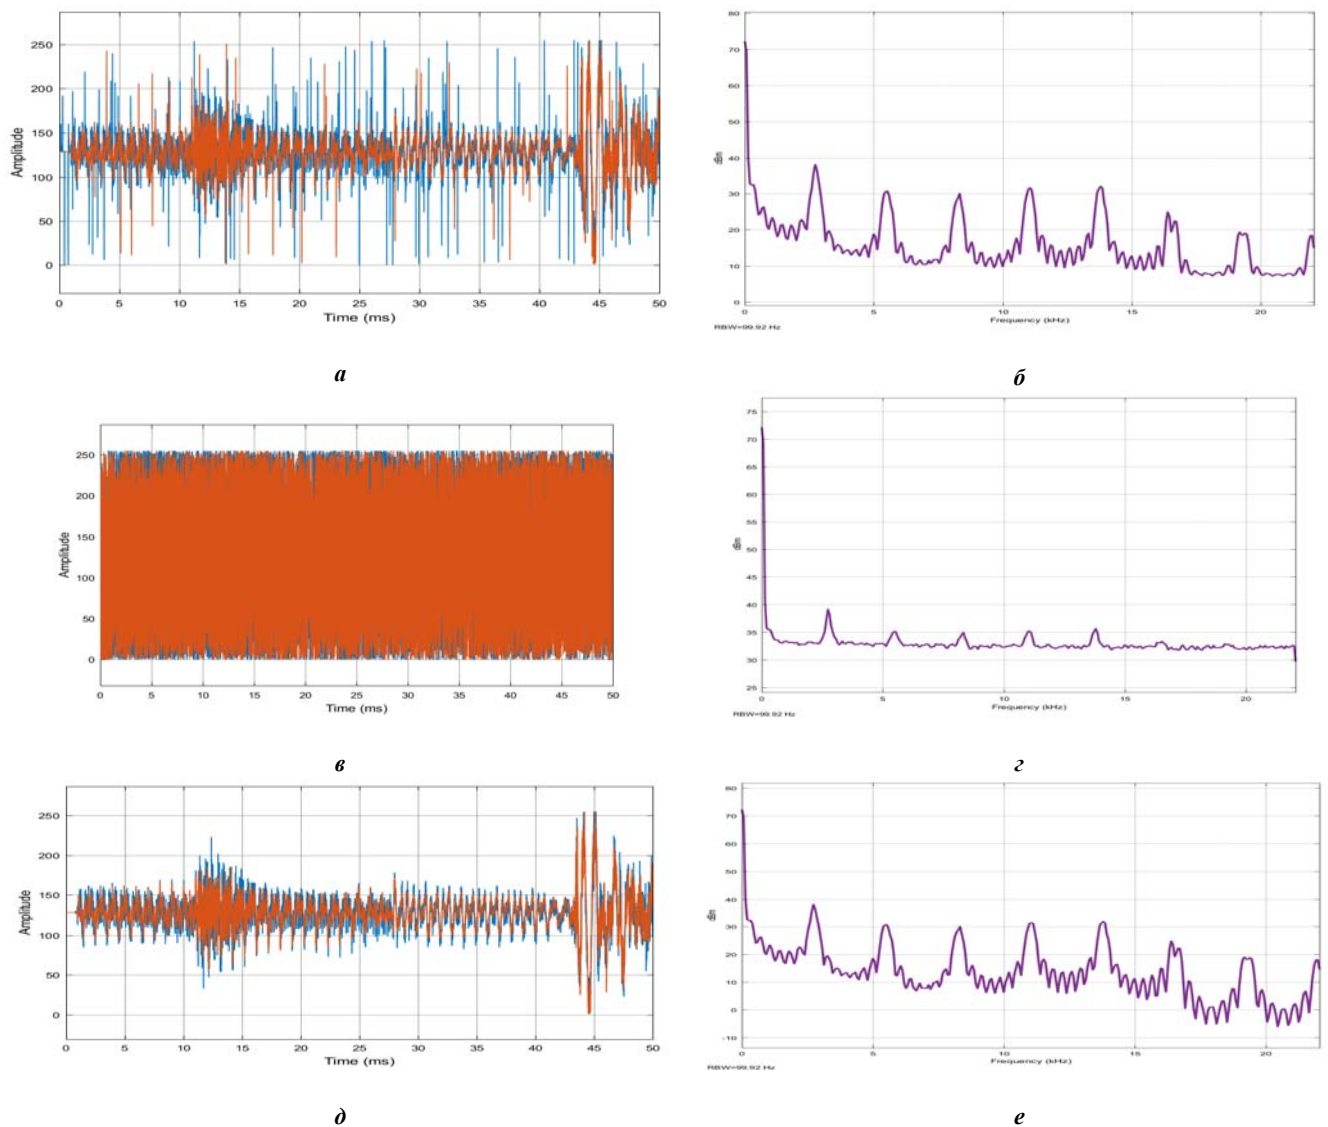 250
200
150
100
50
0
Amplitude
0 5 10 15 20 25 30 35 40 45 50
Time (ms)
80
70
60
50
40
30
20
10
0
dBm
0 5 10 15 20
Frequency (kHz)
RBW=99.92 Hz
а
б
250
200
150
100
50
0
Amplitude
0 5 10 15 20 25 30 35 40 45 50
Time (ms)
75
70
65
60
55
50
45
40
35
30
25
dBm
0 5 10 15 20
Frequency (kHz)
RBW=99.92 Hz
в
г
250
200
150
100
50
0
Amplitude
0 5 10 15 20 25 30 35 40 45 50
Time (ms)
80
70
60
50
40
30
20
10
0
-10
dBm
0 5 10 15 20
Frequency (kHz)
RBW=99.92 Hz
д
е